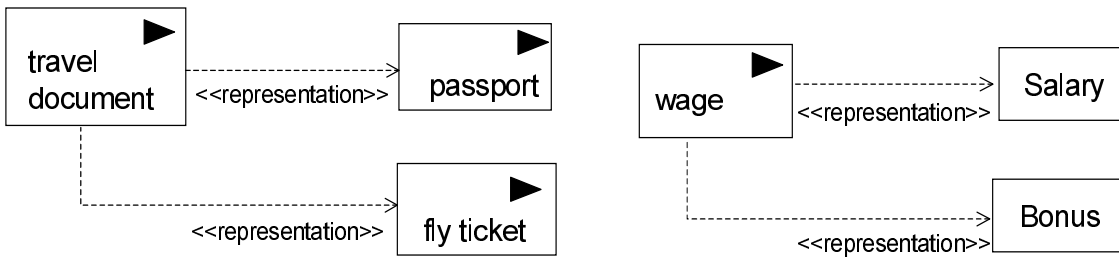 travel
document
<<representation>>
passport
<<representation>>
fly ticket
wage
<<representation>>
Salary
<<representation>>
Bonus